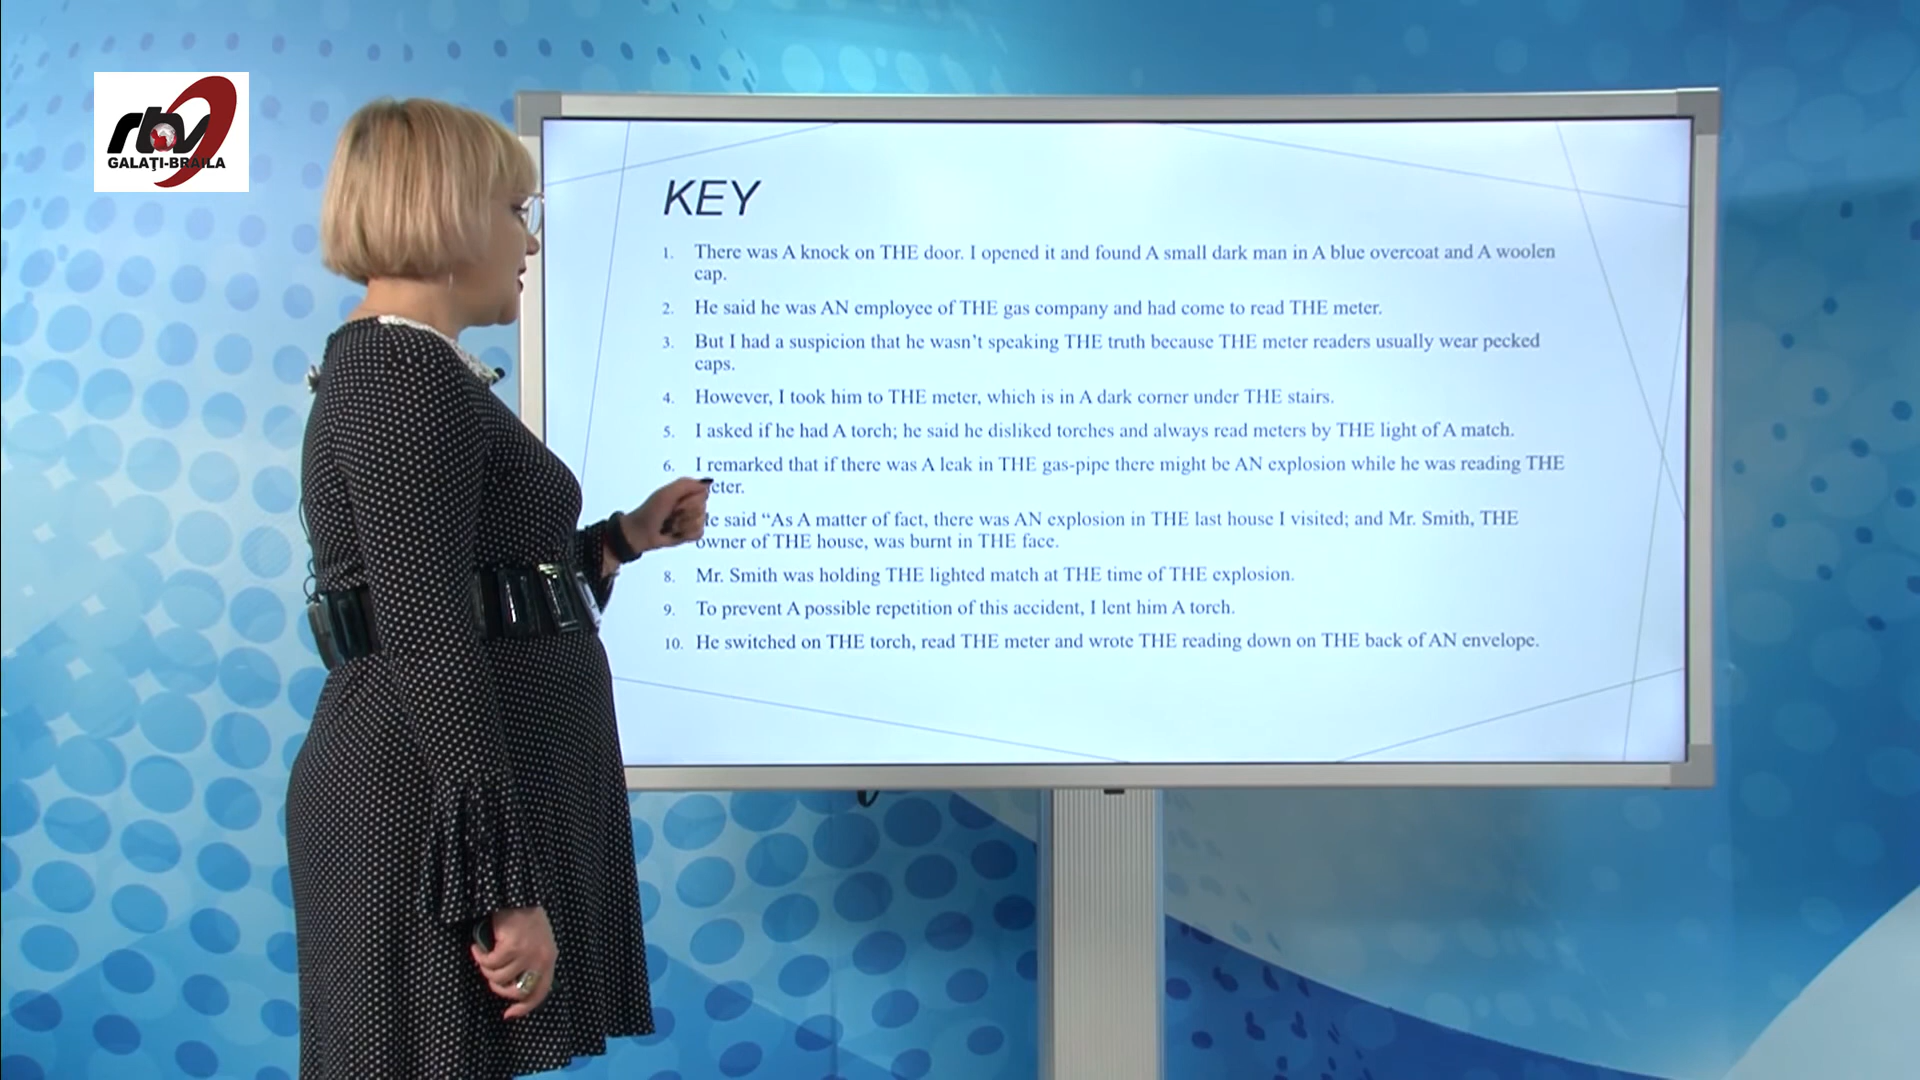 rtv
GALAŢI-BRAILA
KEY
1. There was A knock on THE door. I opened it and found A small dark man in A blue overcoat and A woolen
cap.
2. He said he was AN employee of THE gas company and had come to read THE meter.
3. But I had a suspicion that he wasn't speaking THE truth because THE meter readers usually wear pecked
caps.
4. However, I took him to THE meter, which is in A dark corner under THE stairs.
5. I asked if he had A torch; he said he disliked torches and always read meters by THE light of A match.
6. I remarked that if there was A leak in THE gas-pipe there might be AN explosion while he was reading THE
eter.
He said “As A matter of fact, there was AN explosion in THE last house I visited; and Mr. Smith, THE
owner of THE house, was burnt in THE face.
8. Mr. Smith was holding THE lighted match at THE time of THE explosion.
9. To prevent A possible repetition of this accident, I lent him A torch.
10. He switched on THE torch, read THE meter and wrote THE reading down on THE back of AN envelope.